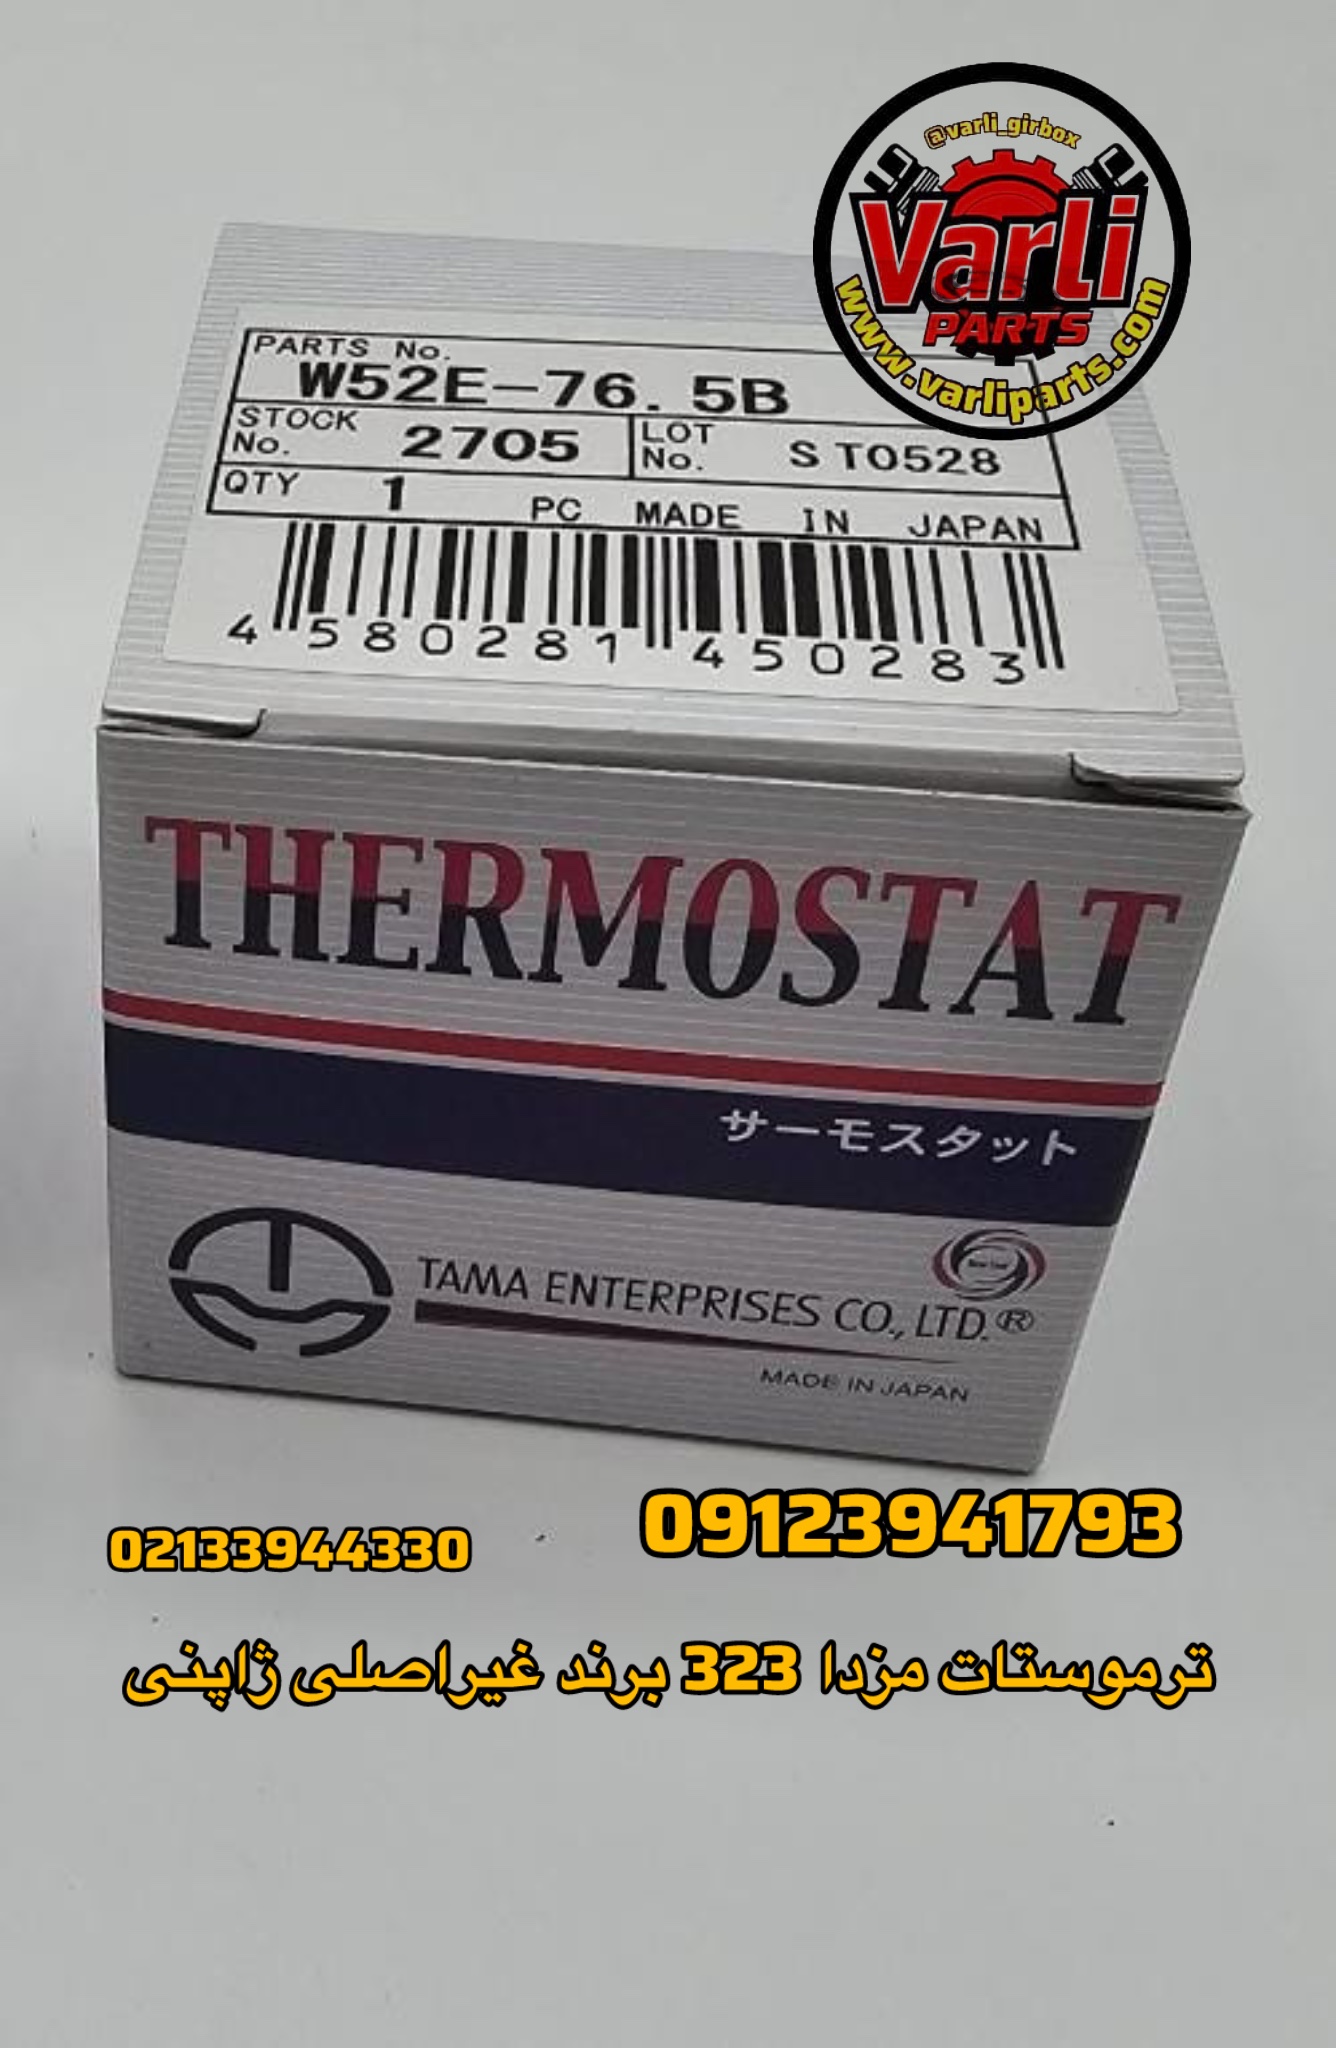 @varli_girbox
Varli
PARTS
www.varliparts.com
PARTS No.
W52E-76.5B
STOCK No. 2705
LOT No. ST0528
QTY 1 PC MADE IN JAPAN
4 580281 450283
THERMOSTAT
サーモスタット
TAMA ENTERPRISES CO., LTD.®
MADE IN JAPAN
09123941793
02133944330
ترموستات مزدا 323 برند غیراصلی ژاپنی